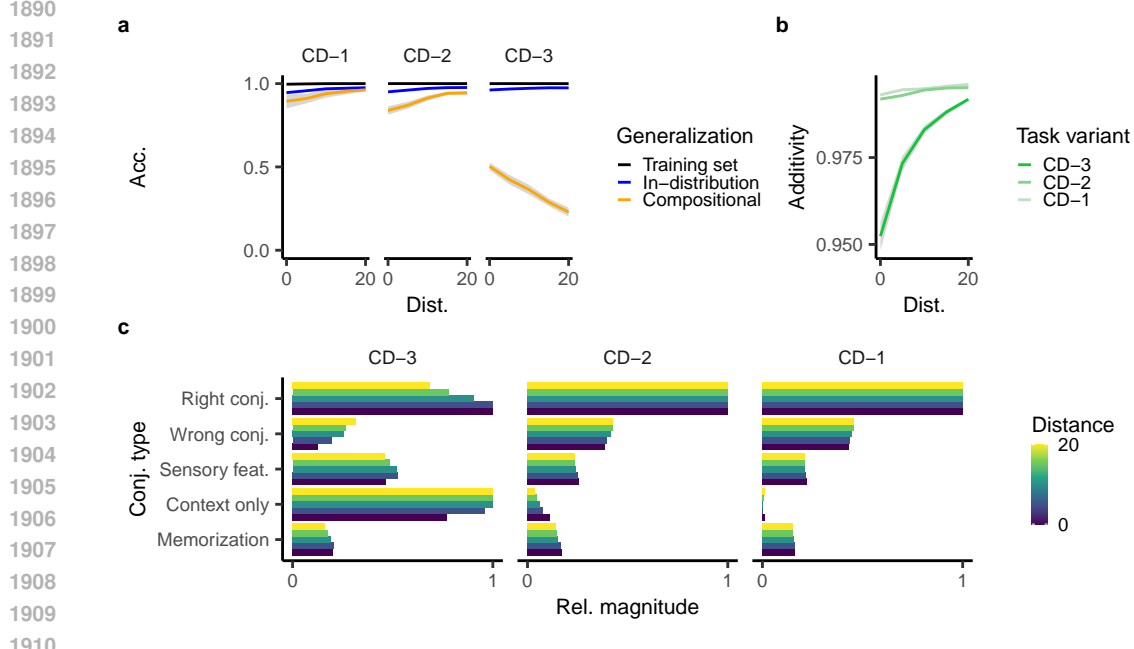 1890
1891
1892
1893
1894
1895
1896
1897
1898
1899
1900
1901
1902
1903
1904
1905
1906
1907
1908
1909
1910
a
CD−1 CD−2 CD−3
1.0
0.5
0.0
Acc.
0 20 0 20 0 20
Dist.
Generalization
Training set
In−distribution
Compositional
b
0.975
0.950
Additivity
0 20
Dist.
Task variant
CD−3
CD−2
CD−1
c
CD−3 CD−2 CD−1
Conj. type
Right conj.
Wrong conj.
Sensory feat.
Context only
Memorization
0 1 0 1 0 1
Rel. magnitude
Distance
20
0